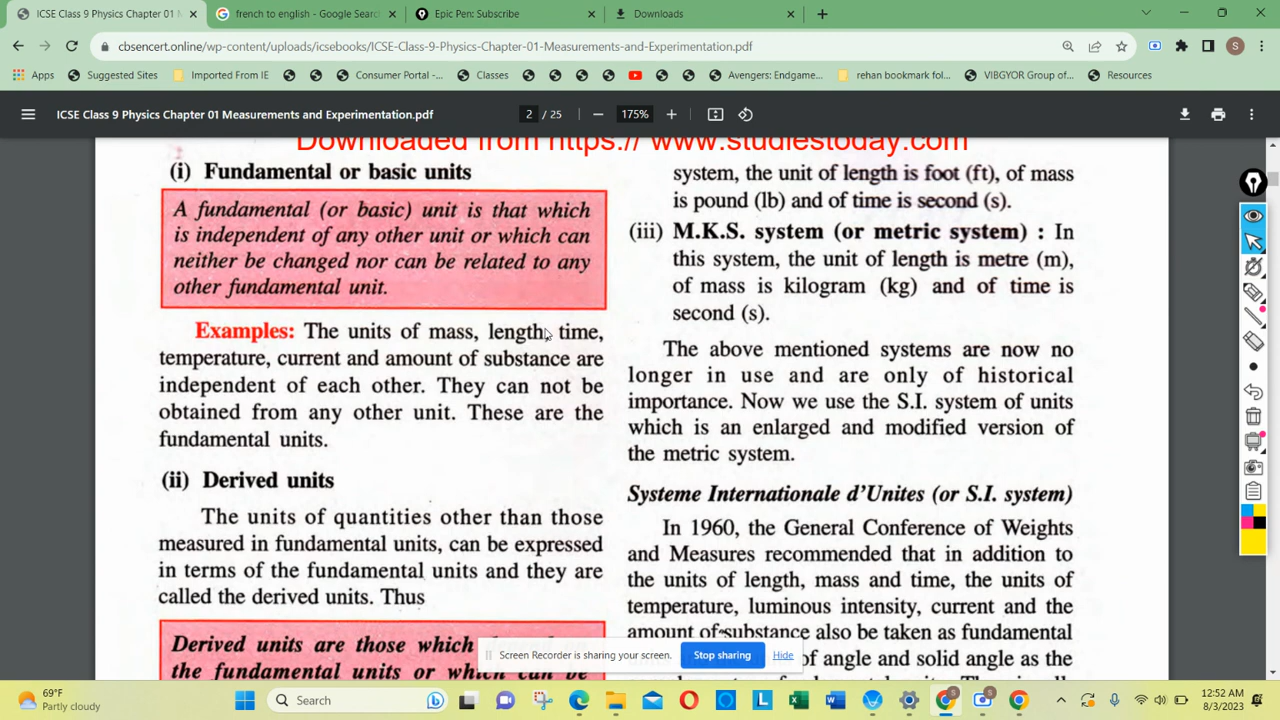 ICSE Class 9 Physics Chapter 01 M
french to english - Google Searc
Epic Pen: Subscribe
Downloads
cbsencert.online/wp-content/uploads/icsebooks/ICSE-Class-9-Physics-Chapter-01-Measurements-and-Experimentation.pdf
S
Apps
Suggested Sites
Imported From IE
Consumer Portal -...
Classes
Avengers: Endgame...
rehan bookmark fol...
VIBGYOR Group of...
Resources
ICSE Class 9 Physics Chapter 01 Measurements and Experimentation.pdf
2 / 25
175%
Downloaded from https:// www.studiestoday.com
(i) Fundamental or basic units
A fundamental (or basic) unit is that which
is independent of any other unit or which can
neither be changed nor can be related to any
other fundamental unit.
Examples: The units of mass, length, time,
temperature, current and amount of substance are
independent of each other. They can not be
obtained from any other unit. These are the
fundamental units.
(ii) Derived units
The units of quantities other than those
measured in fundamental units, can be expressed
in terms of the fundamental units and they are
called the derived units. Thus
Derived units are those which
the fundamental units or which can be
system, the unit of length is foot (ft), of mass
is pound (lb) and of time is second (s).
(iii) M.K.S. system (or metric system) : In
this system, the unit of length is metre (m),
of mass is kilogram (kg) and of time is
second (s).
The above mentioned systems are now no
longer in use and are only of historical
importance. Now we use the S.I. system of units
which is an enlarged and modified version of
the metric system.
Systeme Internationale d'Unites (or S.I. system)
In 1960, the General Conference of Weights
and Measures recommended that in addition to
the units of length, mass and time, the units of
temperature, luminous intensity, current and the
amount of substance also be taken as fundamental
of angle and solid angle as the
Screen Recorder is sharing your screen.
Stop sharing
Hide
69°F
Partly cloudy
Search
12:52 AM
8/3/2023